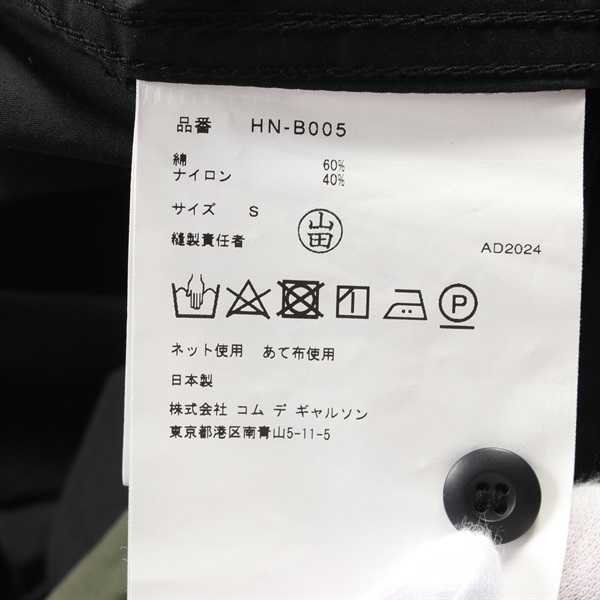 品番 HN-B005
綿 60%
ナイロン 40%
サイズ S
縫製責任者 山田 AD2024
P
ネット使用 あて布使用
日本製
株式会社 コム デ ギャルソン
東京都港区南青山5-11-5